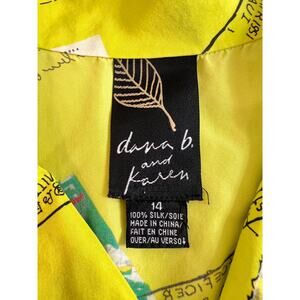 dana b.
and
karen
14
100% SILK/SOIE
MADE IN CHINA/
FAIT EN CHINE
OVER/AU VERSO↓